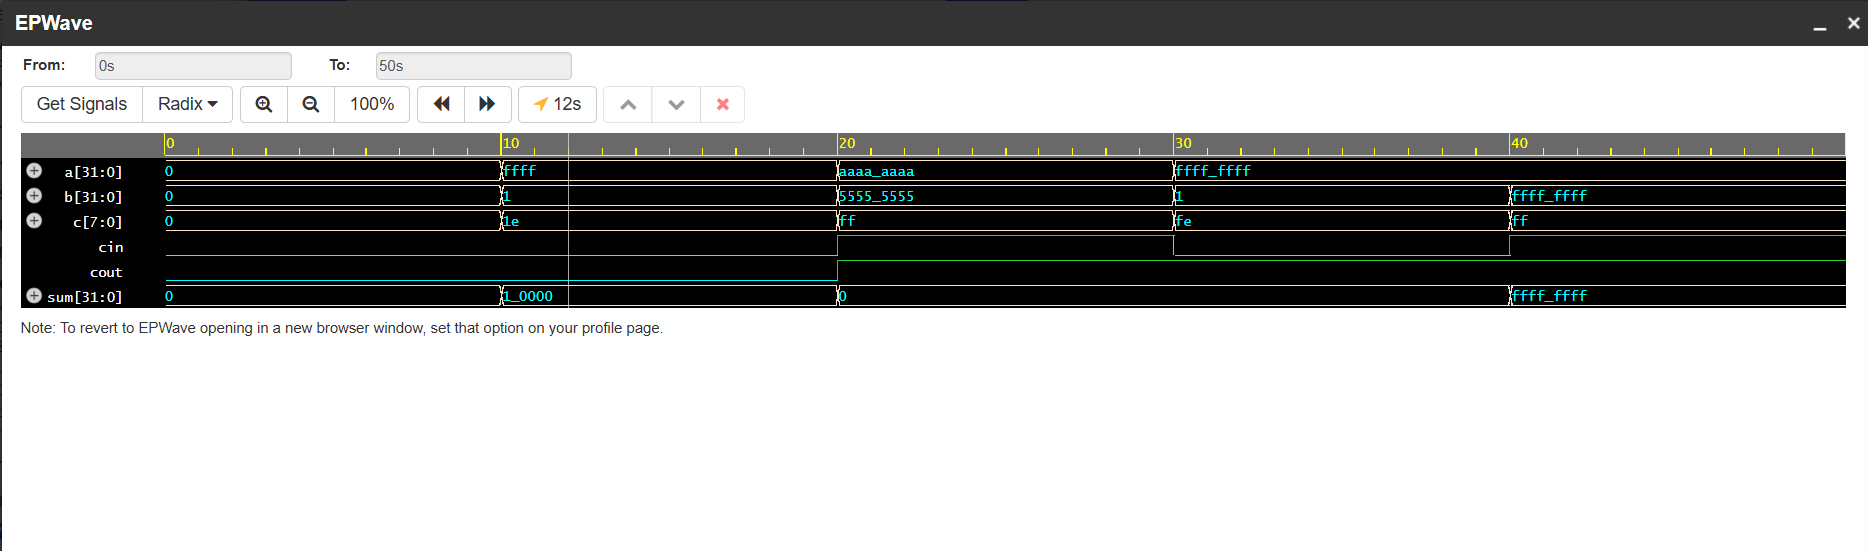 EPWave
From: 0s To: 50s
Get Signals Radix 100% 12s
0 10 20 30 40
a[31:0] 0 ffff aaaa_aaaa ffff_ffff
b[31:0] 0 1 5555_5555 1 ffff_ffff
c[7:0] 0 1e ff fe ff
cin
cout
sum[31:0] 0 1_0000 0 ffff_ffff
Note: To revert to EPWave opening in a new browser window, set that option on your profile page.